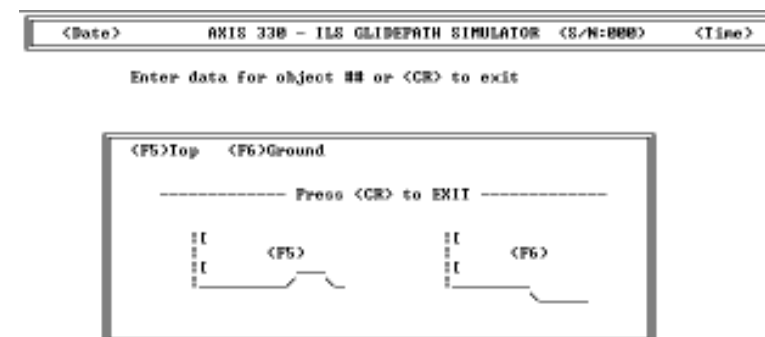 <Date> AXIS 330 - ILS GLIDEPATH SIMULATOR <S/N:000> <Time>
Enter data for object ## or <CR> to exit
<F5>Top <F6>Ground
------------- Press <CR> to EXIT -------------
<F5> <F6>